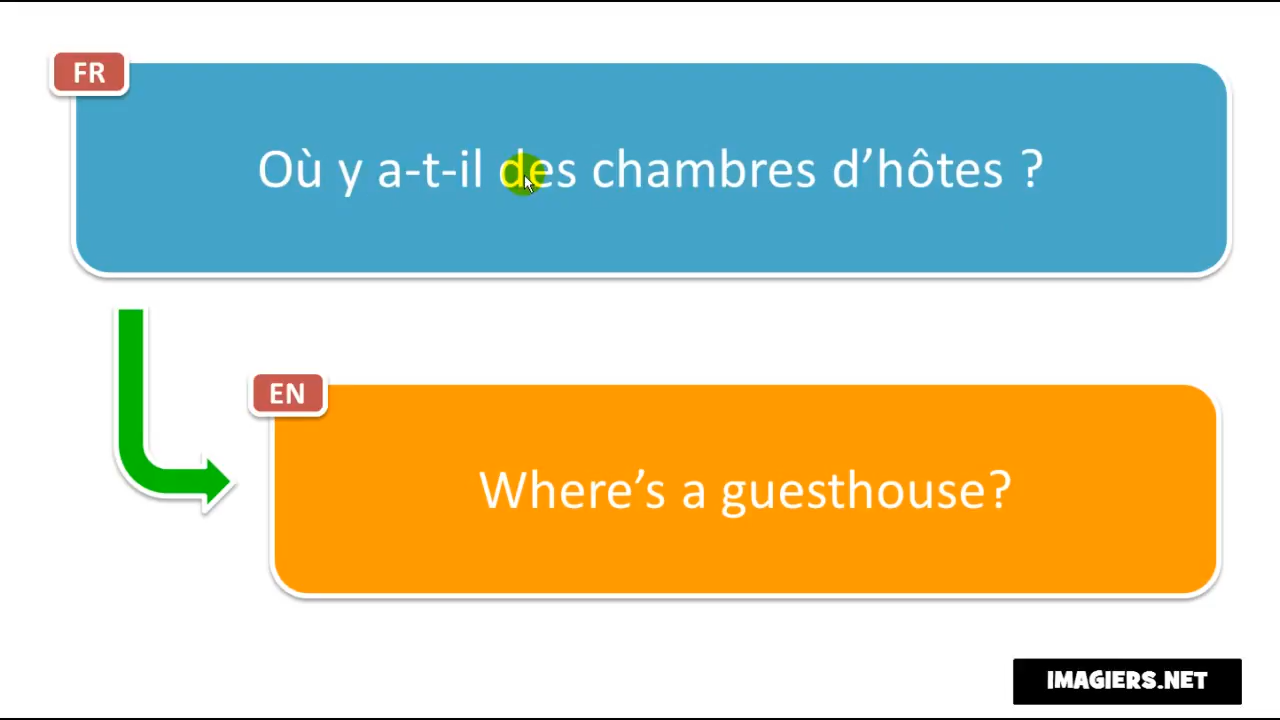 FR
Où y a-t-il des chambres d’hôtes ?
EN
Where’s a guesthouse?
IMAGIERS.NET